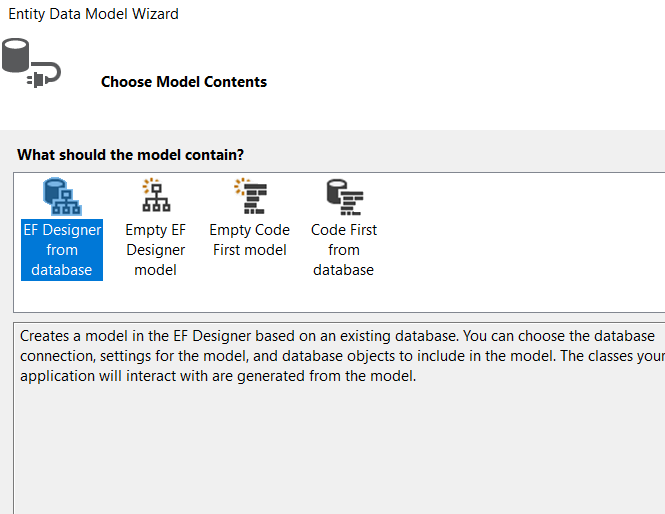 Entity Data Model Wizard
Choose Model Contents
What should the model contain?
EF Designer
from
database
Empty EF
Designer
model
Empty Code
First model
Code First
from
database
Creates a model in the EF Designer based on an existing database. You can choose the database
connection, settings for the model, and database objects to include in the model. The classes your
application will interact with are generated from the model.